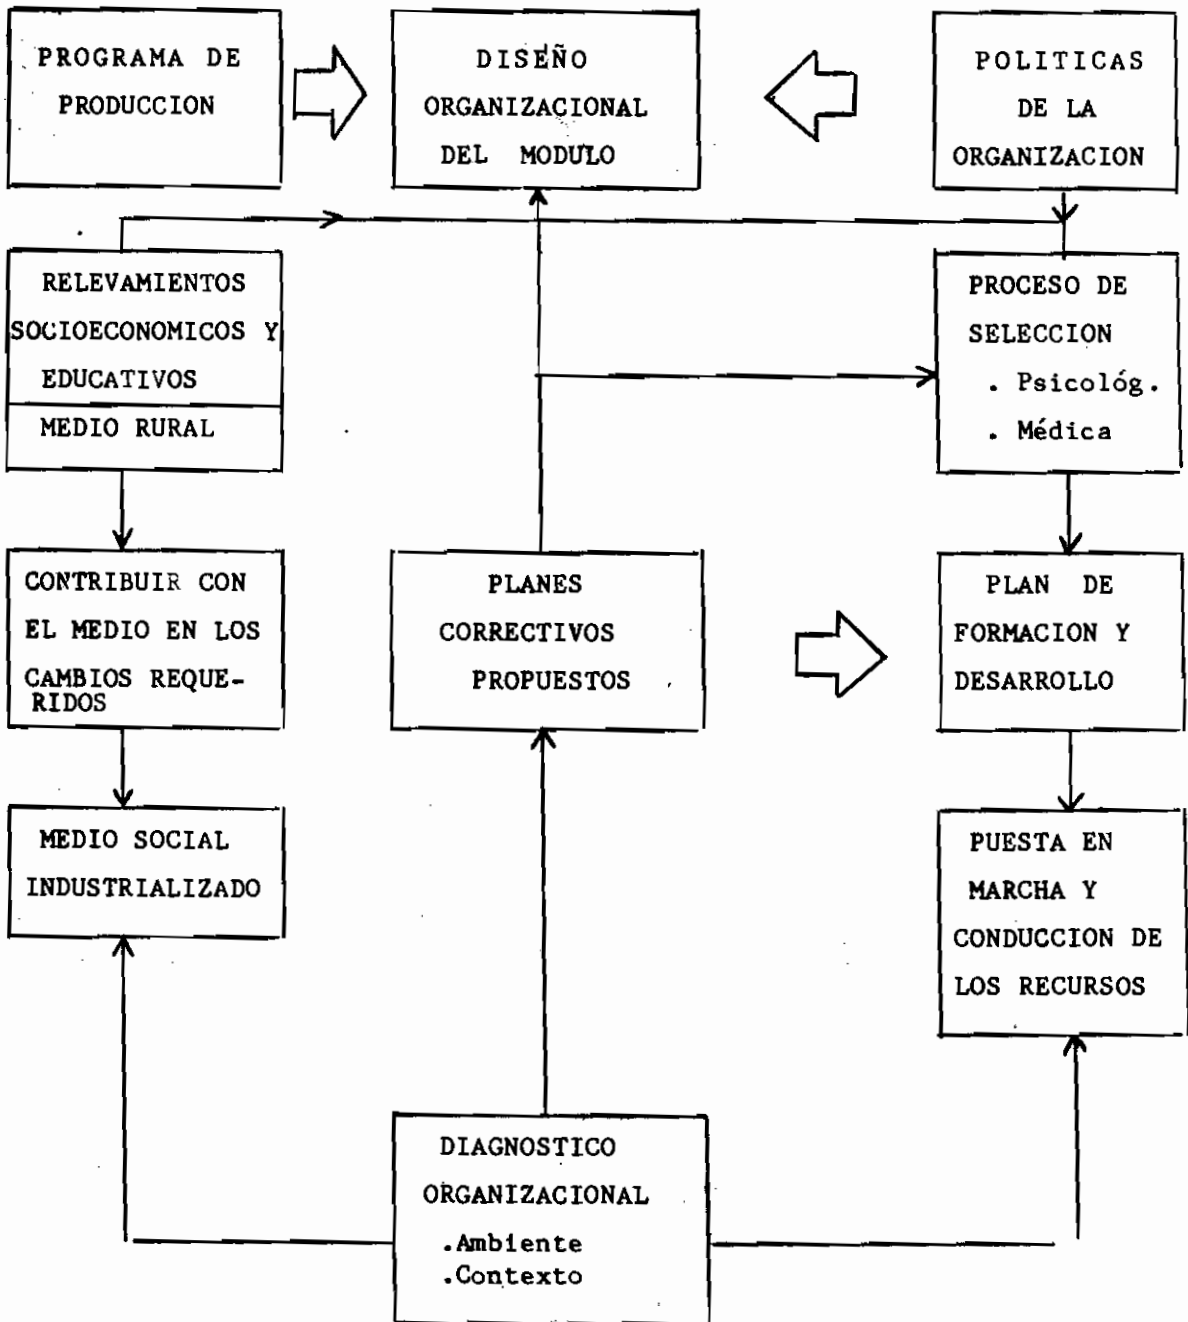 PROGRAMA DE
PRODUCCION
DISEÑO
ORGANIZACIONAL
DEL MODULO
POLITICAS
DE LA
ORGANIZACION
RELEVAMIENTOS
SOCIOECONOMICOS Y
EDUCATIVOS
MEDIO RURAL
PROCESO DE
SELECCION
. Psicológ.
. Médica
CONTRIBUIR CON
EL MEDIO EN LOS
CAMBIOS REQUE-
RIDOS
PLANES
CORRECTIVOS
PROPUESTOS
PLAN DE
FORMACION Y
DESARROLLO
MEDIO SOCIAL
INDUSTRIALIZADO
PUESTA EN
MARCHA Y
CONDUCCION DE
LOS RECURSOS
DIAGNOSTICO
ORGANIZACIONAL
.Ambiente
.Contexto